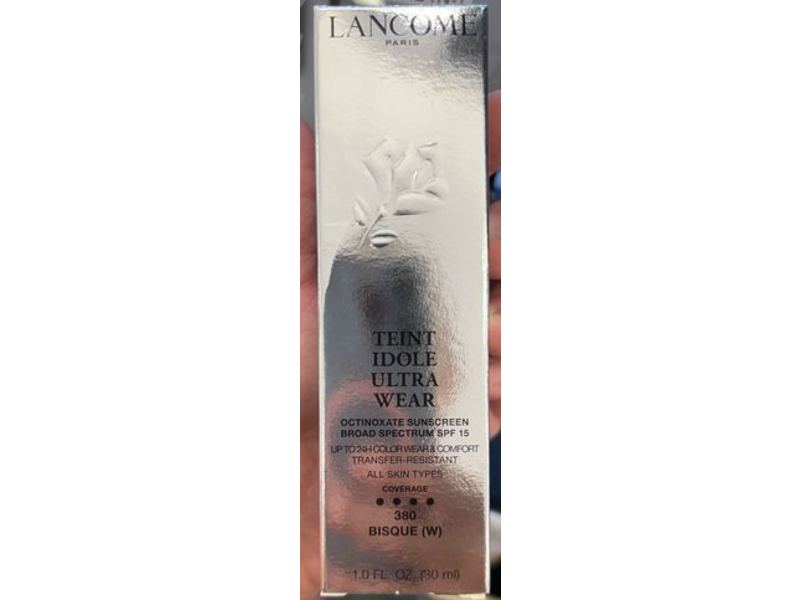 LANCÔME
PARIS
TEINT
IDOLE
ULTRA
WEAR
OCTINOXATE SUNSCREEN
BROAD SPECTRUM SPF 15
UP TO 24H COLOR WEAR & COMFORT
TRANSFER-RESISTANT
ALL SKIN TYPES
COVERAGE
380
BISQUE (W)
1.0 FL. OZ. (30 ml)